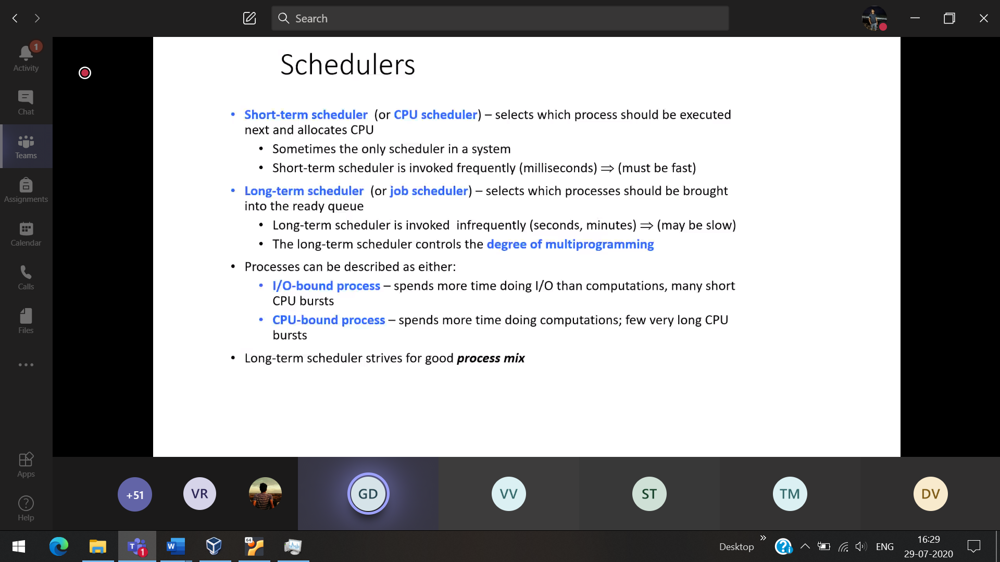 Search
1
Activity
Chat
Teams
Assignments
Calendar
Calls
Files
Apps
Help
Schedulers
• Short-term scheduler (or CPU scheduler) – selects which process should be executed
next and allocates CPU
• Sometimes the only scheduler in a system
• Short-term scheduler is invoked frequently (milliseconds) ⇒ (must be fast)
• Long-term scheduler (or job scheduler) – selects which processes should be brought
into the ready queue
• Long-term scheduler is invoked infrequently (seconds, minutes) ⇒ (may be slow)
• The long-term scheduler controls the degree of multiprogramming
• Processes can be described as either:
• I/O-bound process – spends more time doing I/O than computations, many short
CPU bursts
• CPU-bound process – spends more time doing computations; few very long CPU
bursts
• Long-term scheduler strives for good process mix
+51
VR
GD
VV
ST
TM
DV
T
1
W
64
Desktop
ENG
16:29
29-07-2020